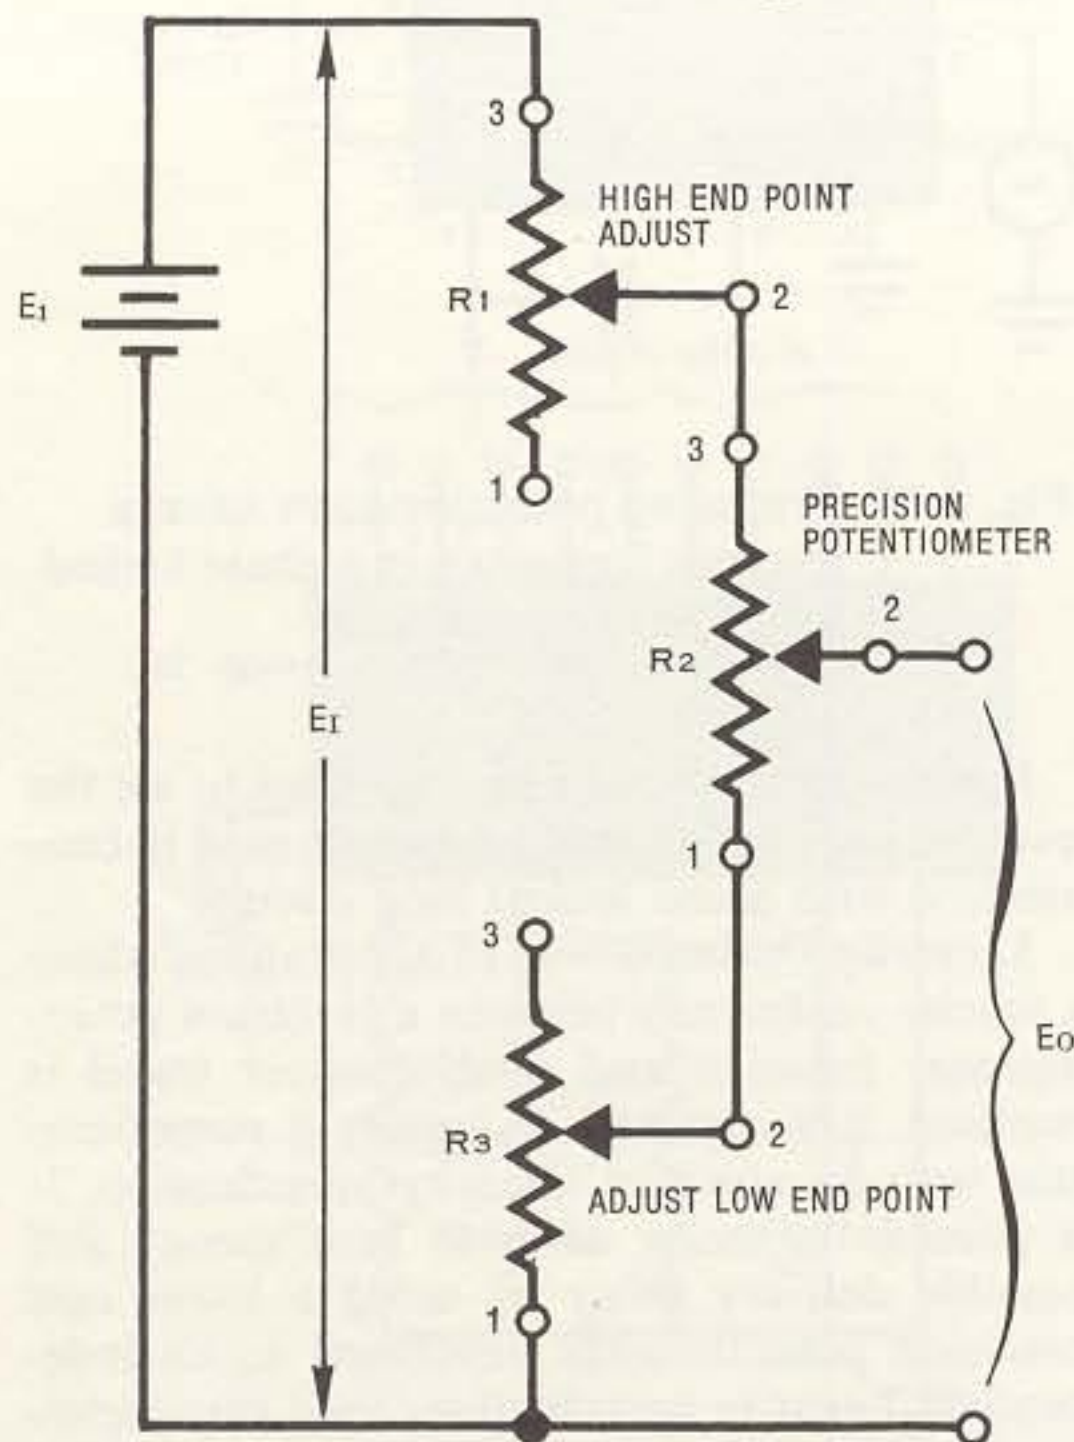 3
HIGH END POINT
ADJUST
E1
R1
2
1
3
PRECISION
POTENTIOMETER
2
R2
EI
1
3
EO
R3
2
ADJUST LOW END POINT
1